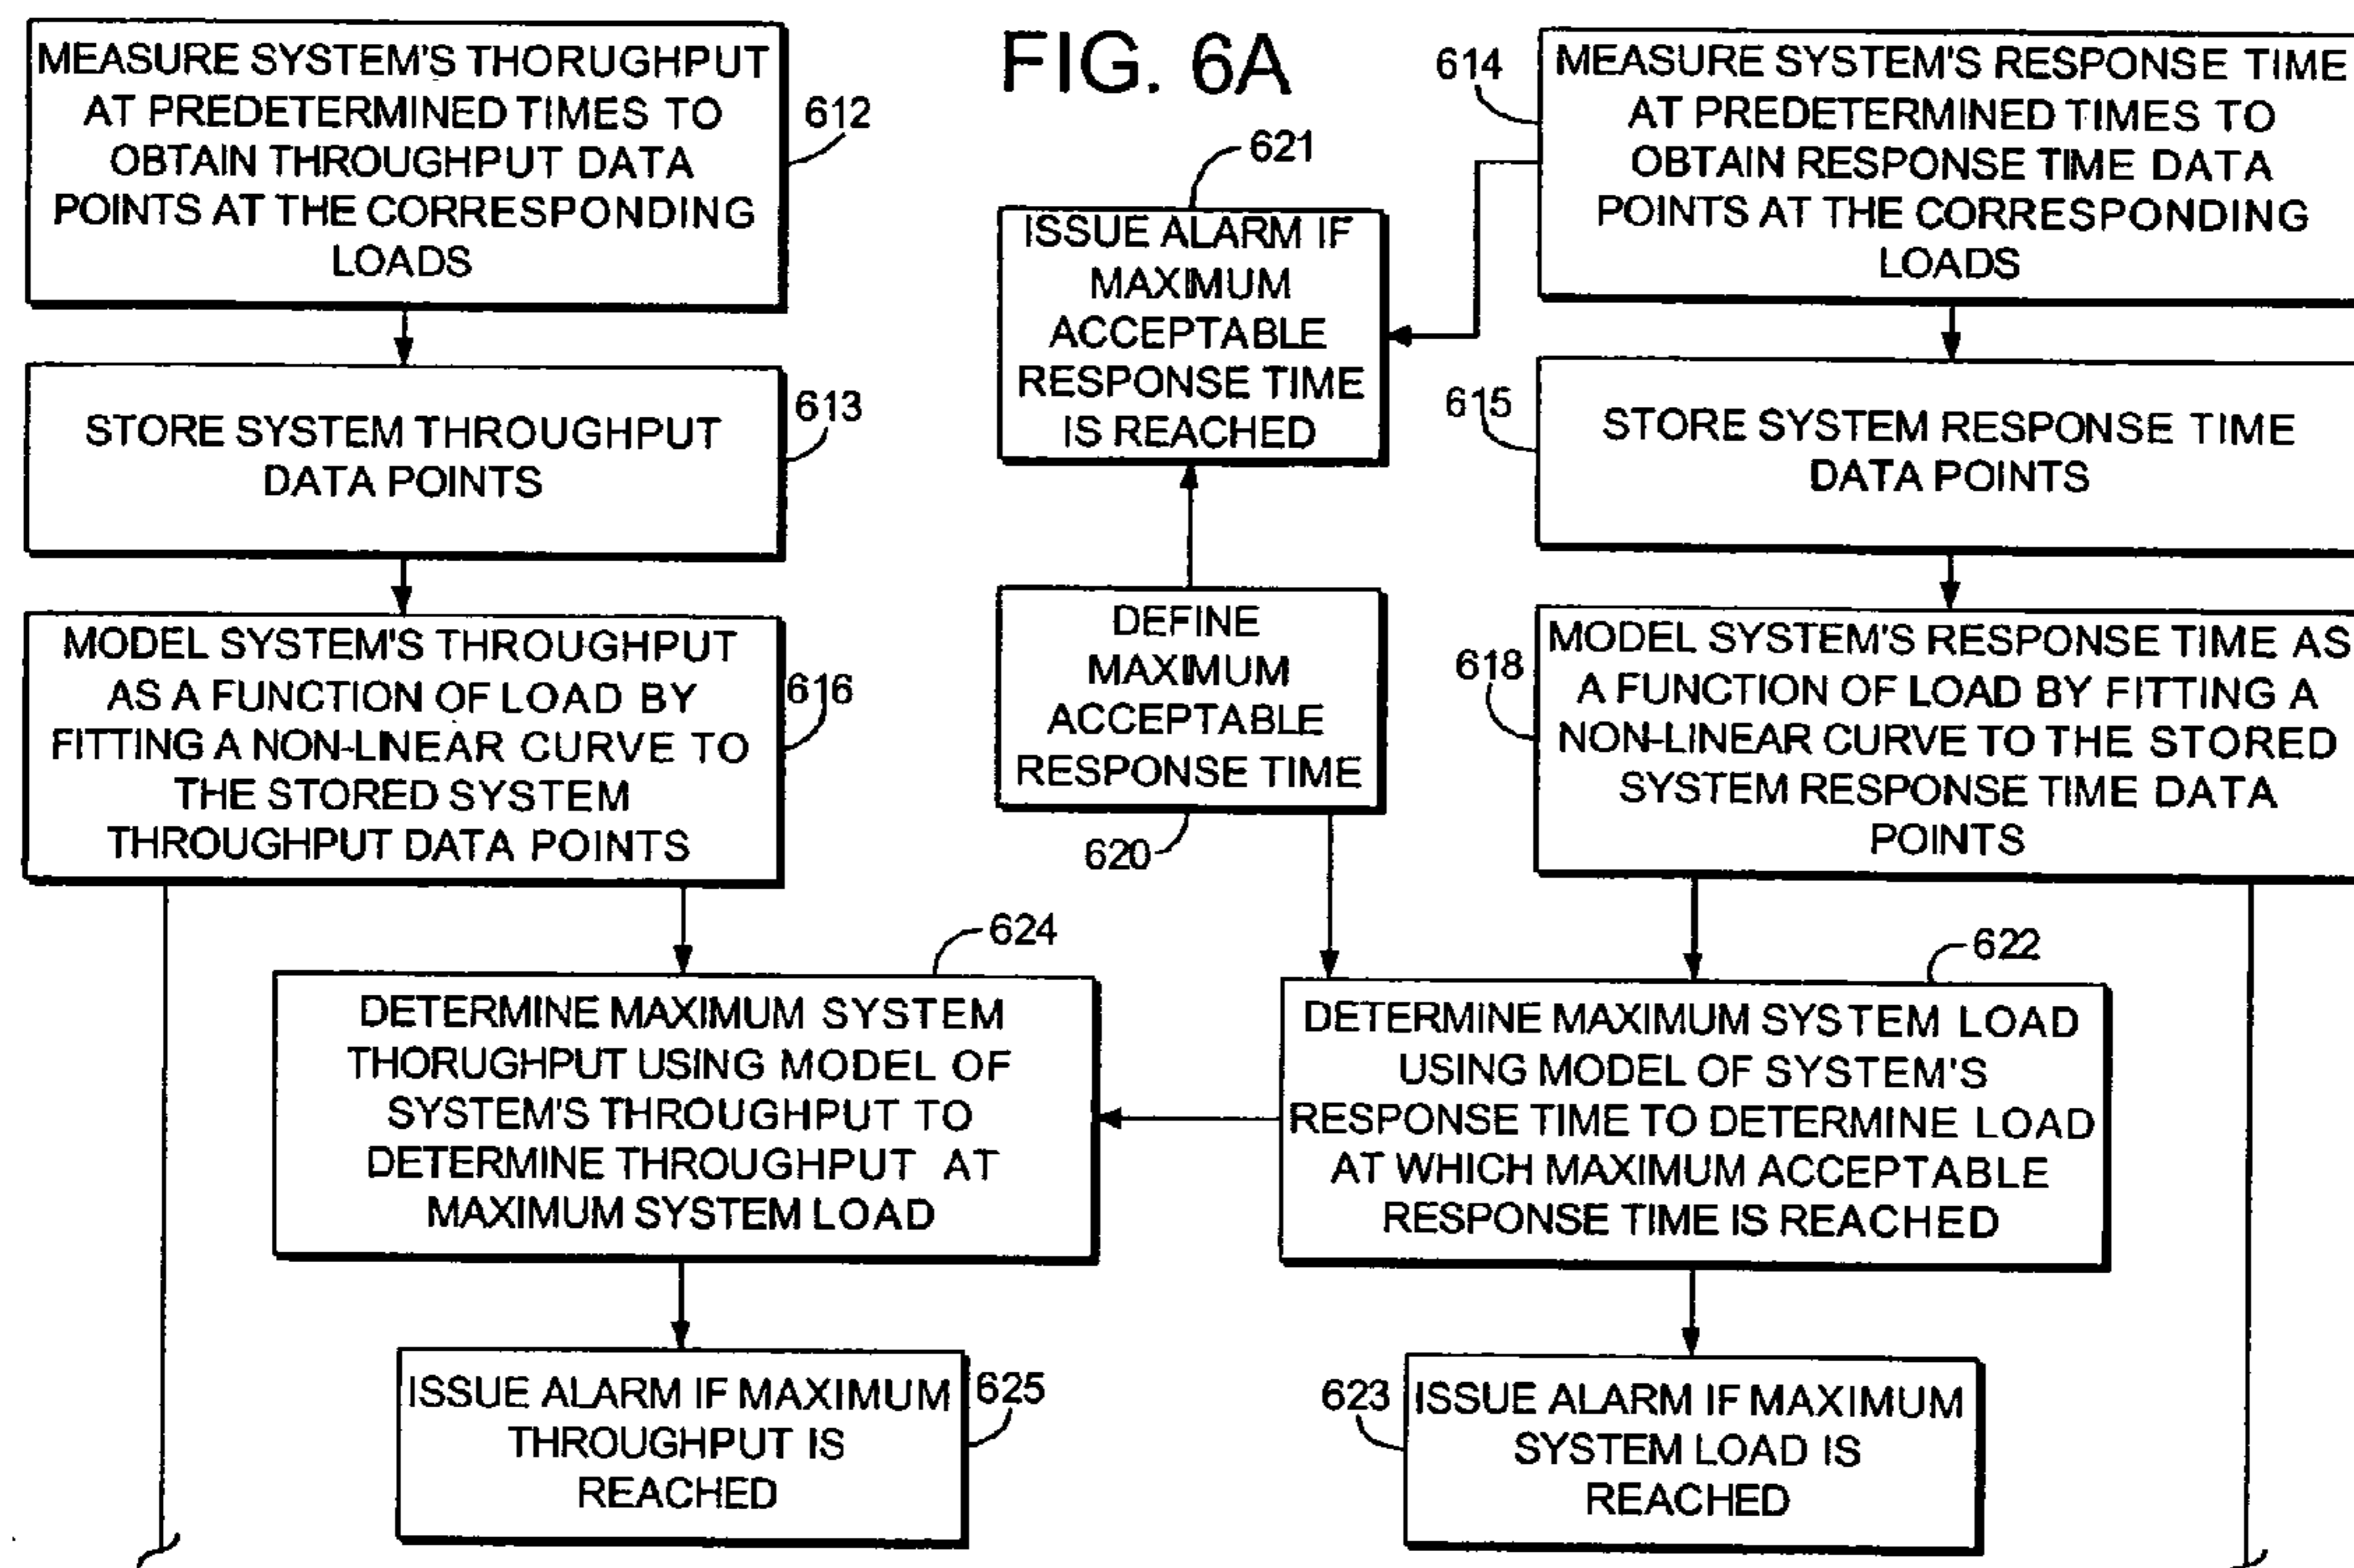 FIG. 6A
MEASURE SYSTEM'S THORUGHPUT
AT PREDETERMINED TIMES TO
OBTAIN THROUGHPUT DATA
POINTS AT THE CORRESPONDING
LOADS
612
STORE SYSTEM THROUGHPUT
DATA POINTS
613
MODEL SYSTEM'S THROUGHPUT
AS A FUNCTION OF LOAD BY
FITTING A NON-LINEAR CURVE TO
THE STORED SYSTEM
THROUGHPUT DATA POINTS
616
621
ISSUE ALARM IF
MAXIMUM
ACCEPTABLE
RESPONSE TIME
IS REACHED
DEFINE
MAXIMUM
ACCEPTABLE
RESPONSE TIME
620
614
MEASURE SYSTEM'S RESPONSE TIME
AT PREDETERMINED TIMES TO
OBTAIN RESPONSE TIME DATA
POINTS AT THE CORRESPONDING
LOADS
615
STORE SYSTEM RESPONSE TIME
DATA POINTS
618
MODEL SYSTEM'S RESPONSE TIME AS
A FUNCTION OF LOAD BY FITTING A
NON-LINEAR CURVE TO THE STORED
SYSTEM RESPONSE TIME DATA
POINTS
624
DETERMINE MAXIMUM SYSTEM
THORUGHPUT USING MODEL OF
SYSTEM'S THROUGHPUT TO
DETERMINE THROUGHPUT AT
MAXIMUM SYSTEM LOAD
622
DETERMINE MAXIMUM SYSTEM LOAD
USING MODEL OF SYSTEM'S
RESPONSE TIME TO DETERMINE LOAD
AT WHICH MAXIMUM ACCEPTABLE
RESPONSE TIME IS REACHED
ISSUE ALARM IF MAXIMUM
THROUGHPUT IS
REACHED
625
623
ISSUE ALARM IF MAXIMUM
SYSTEM LOAD IS
REACHED